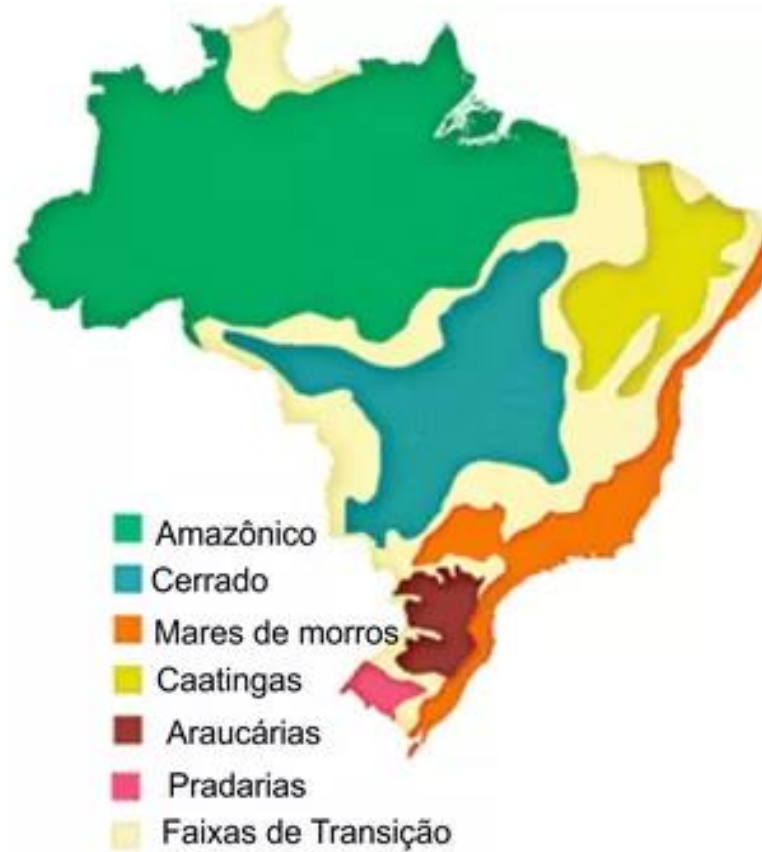 Amazônico
Cerrado
Mares de morros
Caatingas
Araucárias
Pradarias
Faixas de Transição